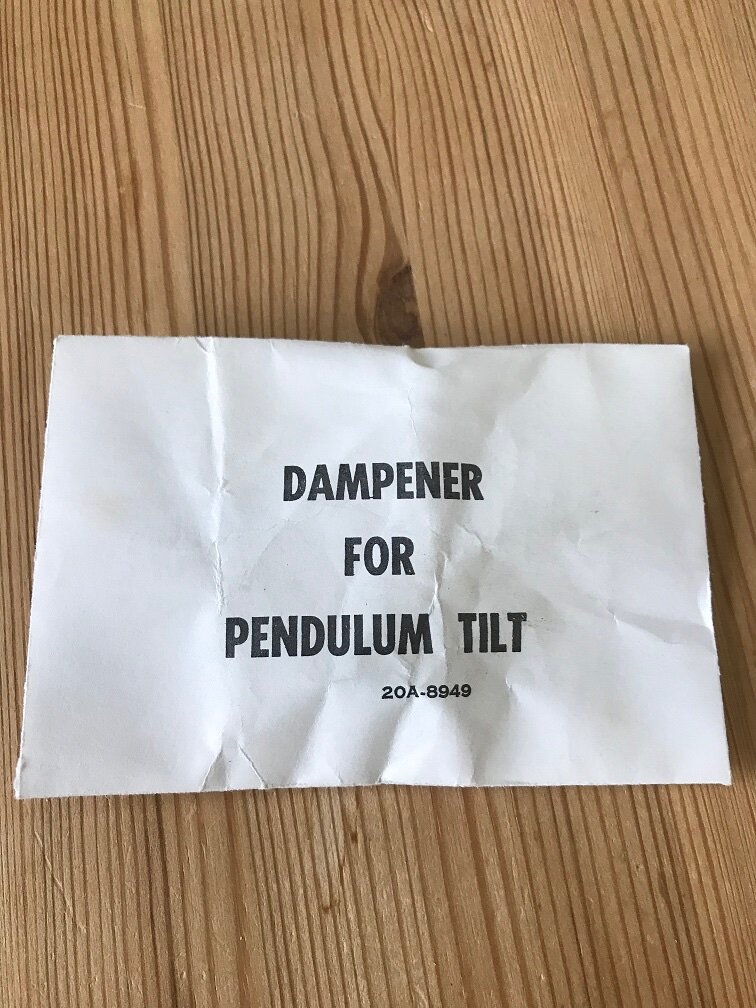 DAMPENER
FOR
PENDULUM TILT
20A-8949